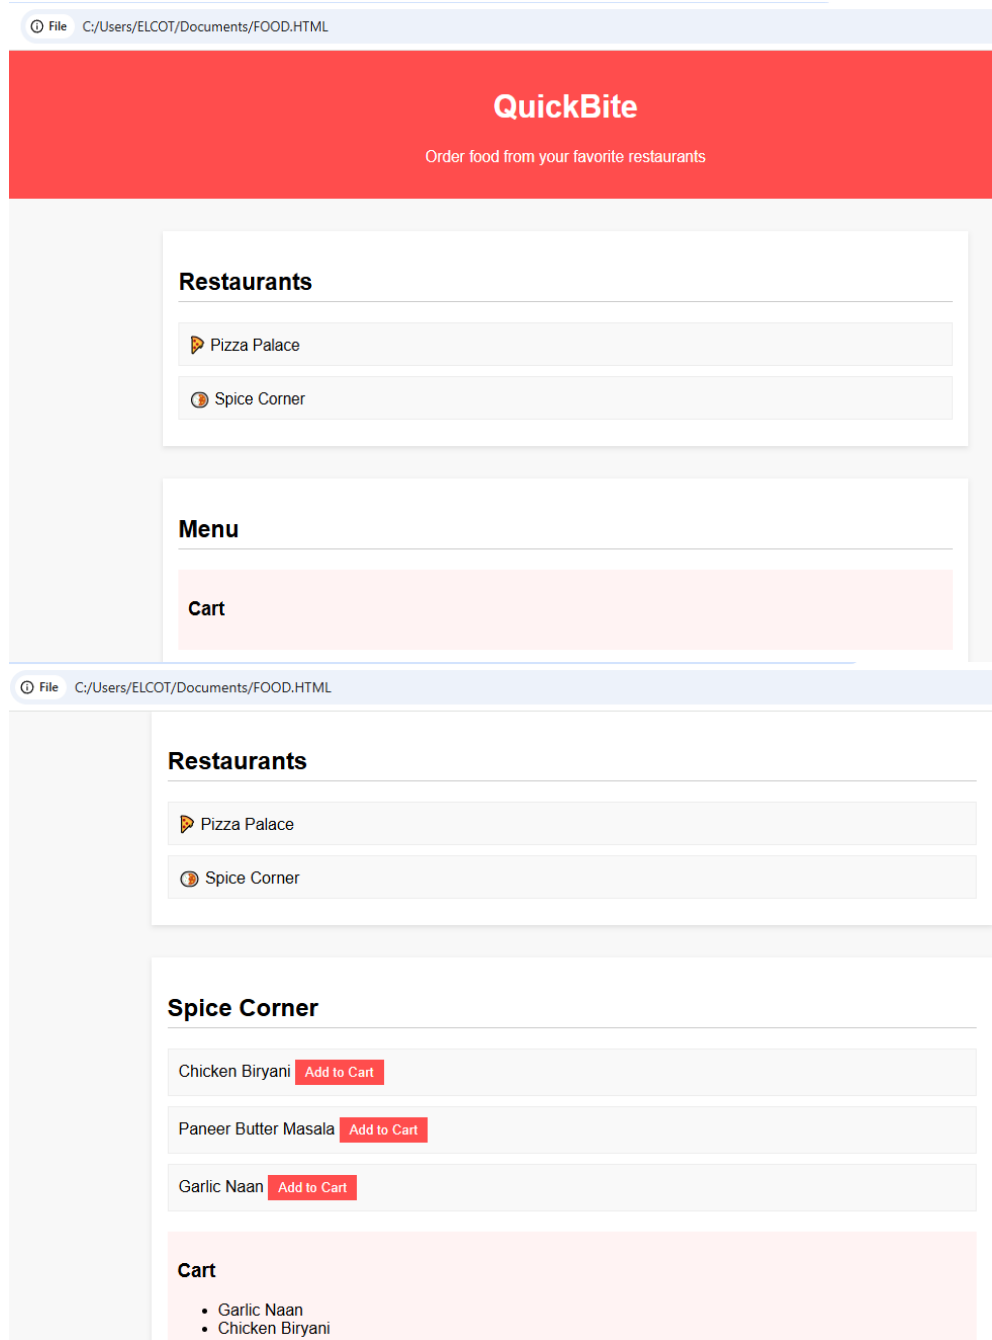 File C:/Users/ELCOT/Documents/FOOD.HTML
QuickBite
Order food from your favorite restaurants
Restaurants
Pizza Palace
Spice Corner
Menu
Cart
File C:/Users/ELCOT/Documents/FOOD.HTML
Restaurants
Pizza Palace
Spice Corner
Spice Corner
Chicken Biryani Add to Cart
Paneer Butter Masala Add to Cart
Garlic Naan Add to Cart
Cart
• Garlic Naan
• Chicken Biryani